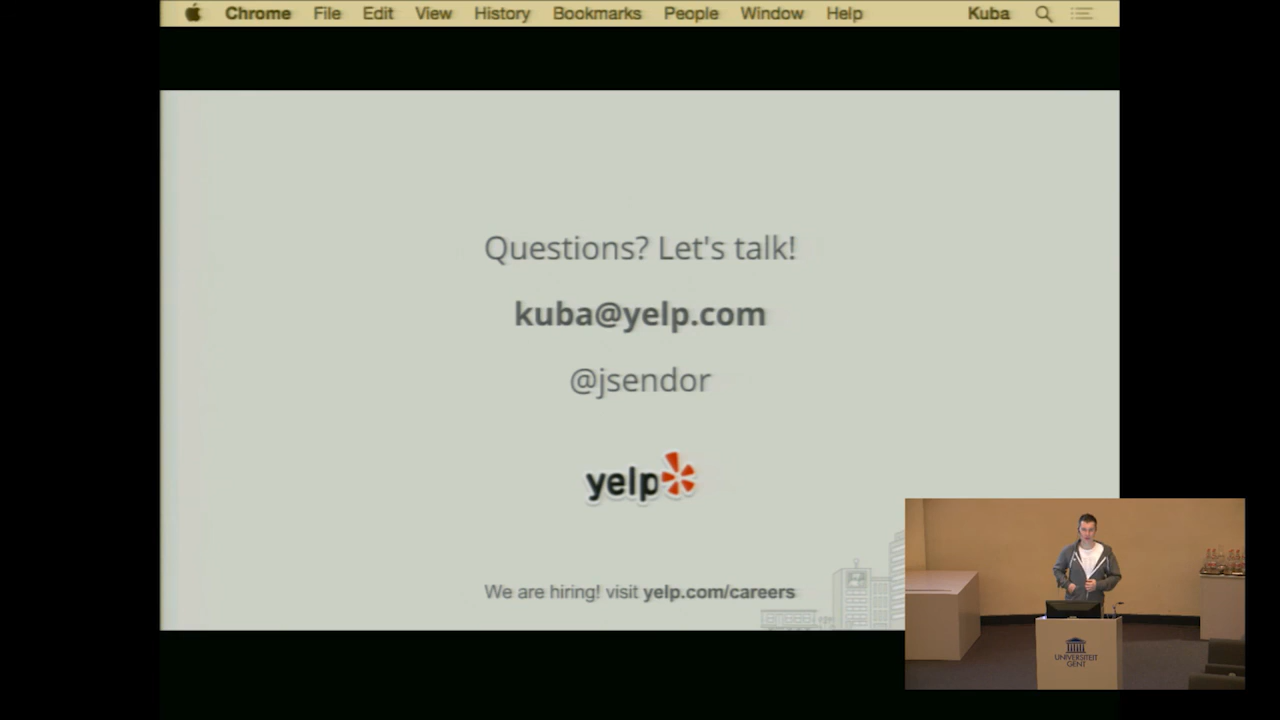 Chrome File Edit View History Bookmarks People Window Help Kuba
Questions? Let's talk!
kuba@yelp.com
@jsendor
yelp
We are hiring! visit yelp.com/careers
UNIVERSITEIT
GENT